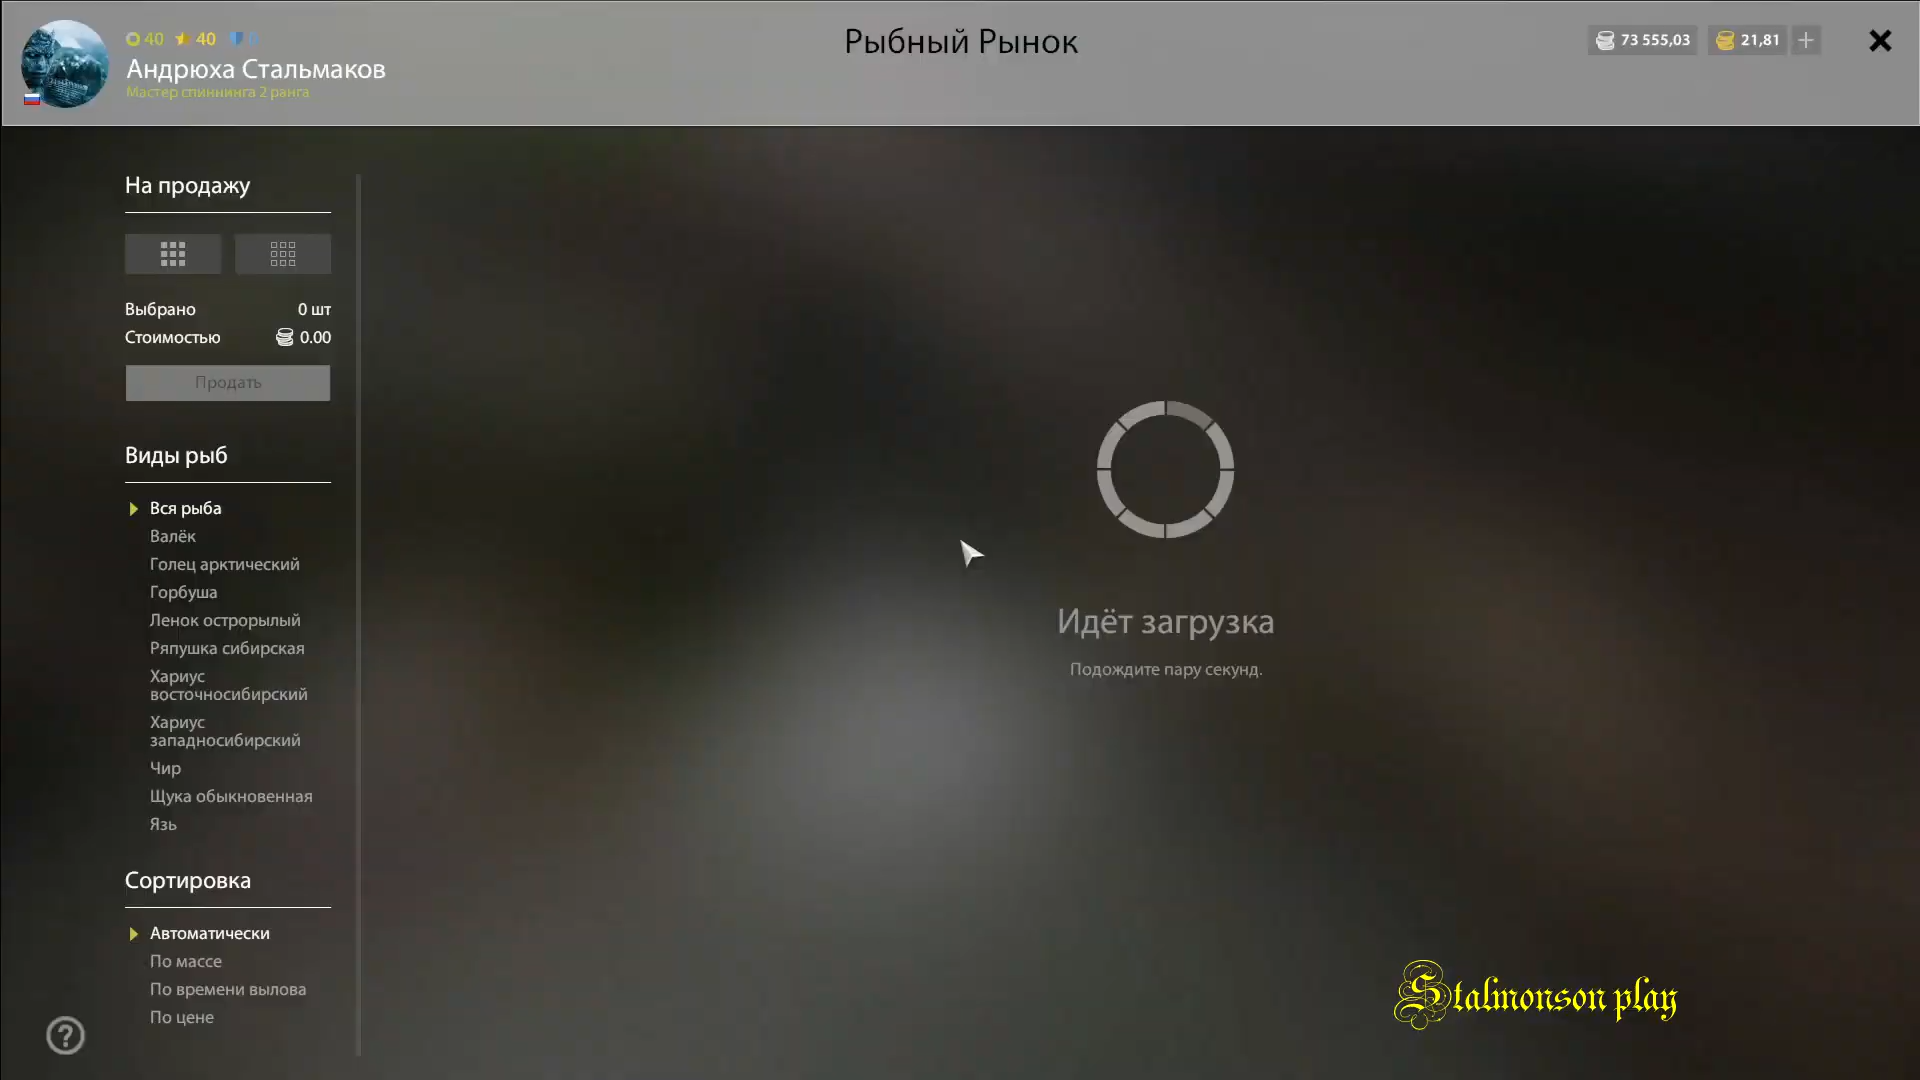 40 40
Рыбный Рынок
73 555,03
21,81
Андрюха Стальмаков
Мастер спиннинга 2 ранга
На продажу
Выбрано 0 шт
Стоимостью 0.00
Продать
Виды рыб
Вся рыба
Валёк
Голец арктический
Горбуша
Ленок острорылый
Ряпушка сибирская
Хариус
восточносибирский
Хариус
западносибирский
Чир
Щука обыкновенная
Язь
Сортировка
Автоматически
По массе
По времени вылова
По цене
?
Идёт загрузка
Подождите пару секунд.
Stalmonson play